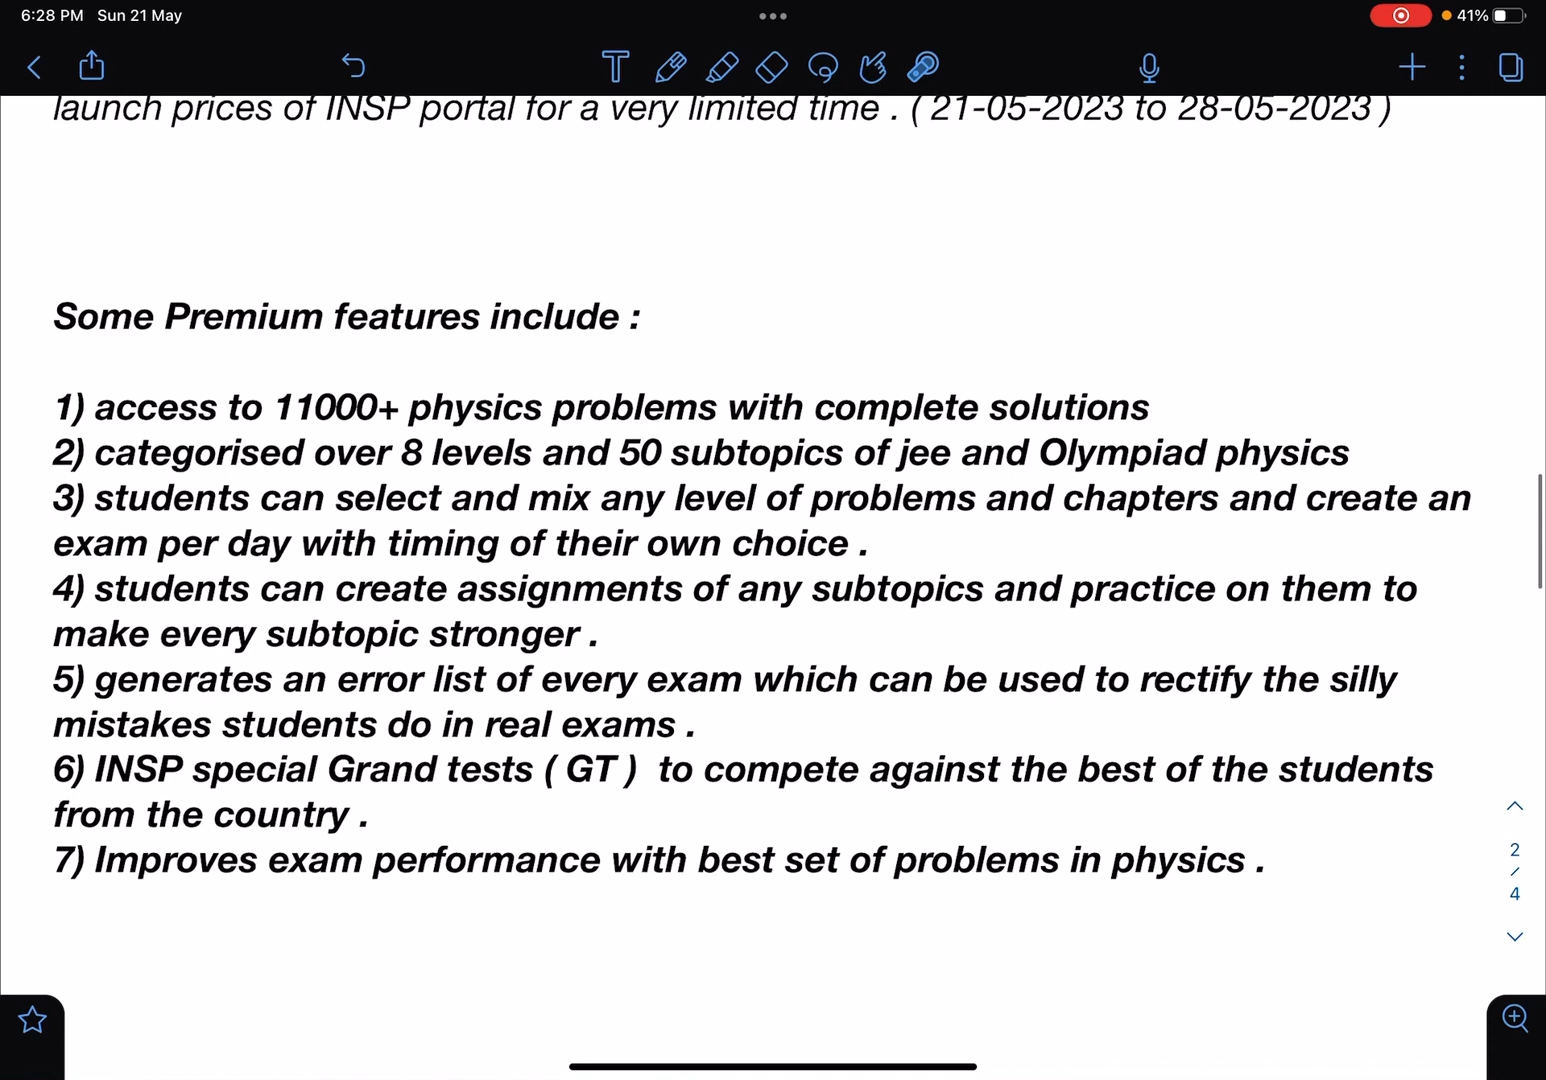 6:28 PM Sun 21 May
41%
launch prices of INSP portal for a very limited time . ( 21-05-2023 to 28-05-2023 )
Some Premium features include :
1) access to 11000+ physics problems with complete solutions
2) categorised over 8 levels and 50 subtopics of jee and Olympiad physics
3) students can select and mix any level of problems and chapters and create an
exam per day with timing of their own choice .
4) students can create assignments of any subtopics and practice on them to
make every subtopic stronger .
5) generates an error list of every exam which can be used to rectify the silly
mistakes students do in real exams .
6) INSP special Grand tests ( GT )  to compete against the best of the students
from the country .
7) Improves exam performance with best set of problems in physics .
2
/
4